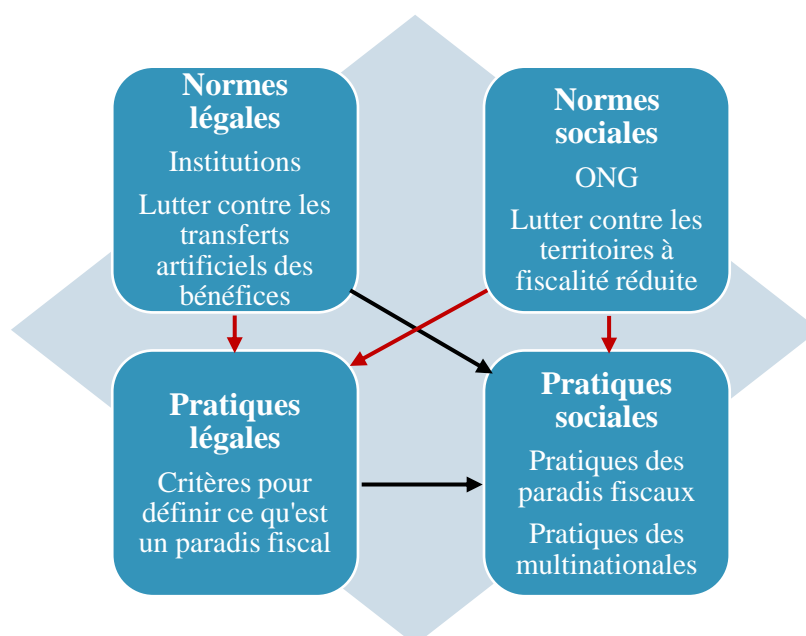 Normes
légales
Institutions
Lutter contre les
transferts
artificiels des
bénéfices
Normes
sociales
ONG
Lutter contre les
territoires à
fiscalité réduite
Pratiques
légales
Critères pour
définir ce qu'est
un paradis fiscal
Pratiques
sociales
Pratiques des
paradis fiscaux
Pratiques des
multinationales